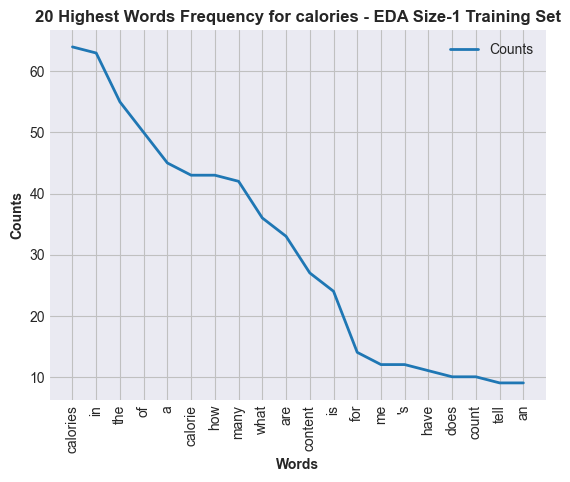 20 Highest Words Frequency for calories - EDA Size-1 Training Set
Counts
Counts
60
50
40
30
20
10
calories
in
the
of
a
calorie
how
many
what
are
content
is
for
me
's
have
does
count
tell
an
Words